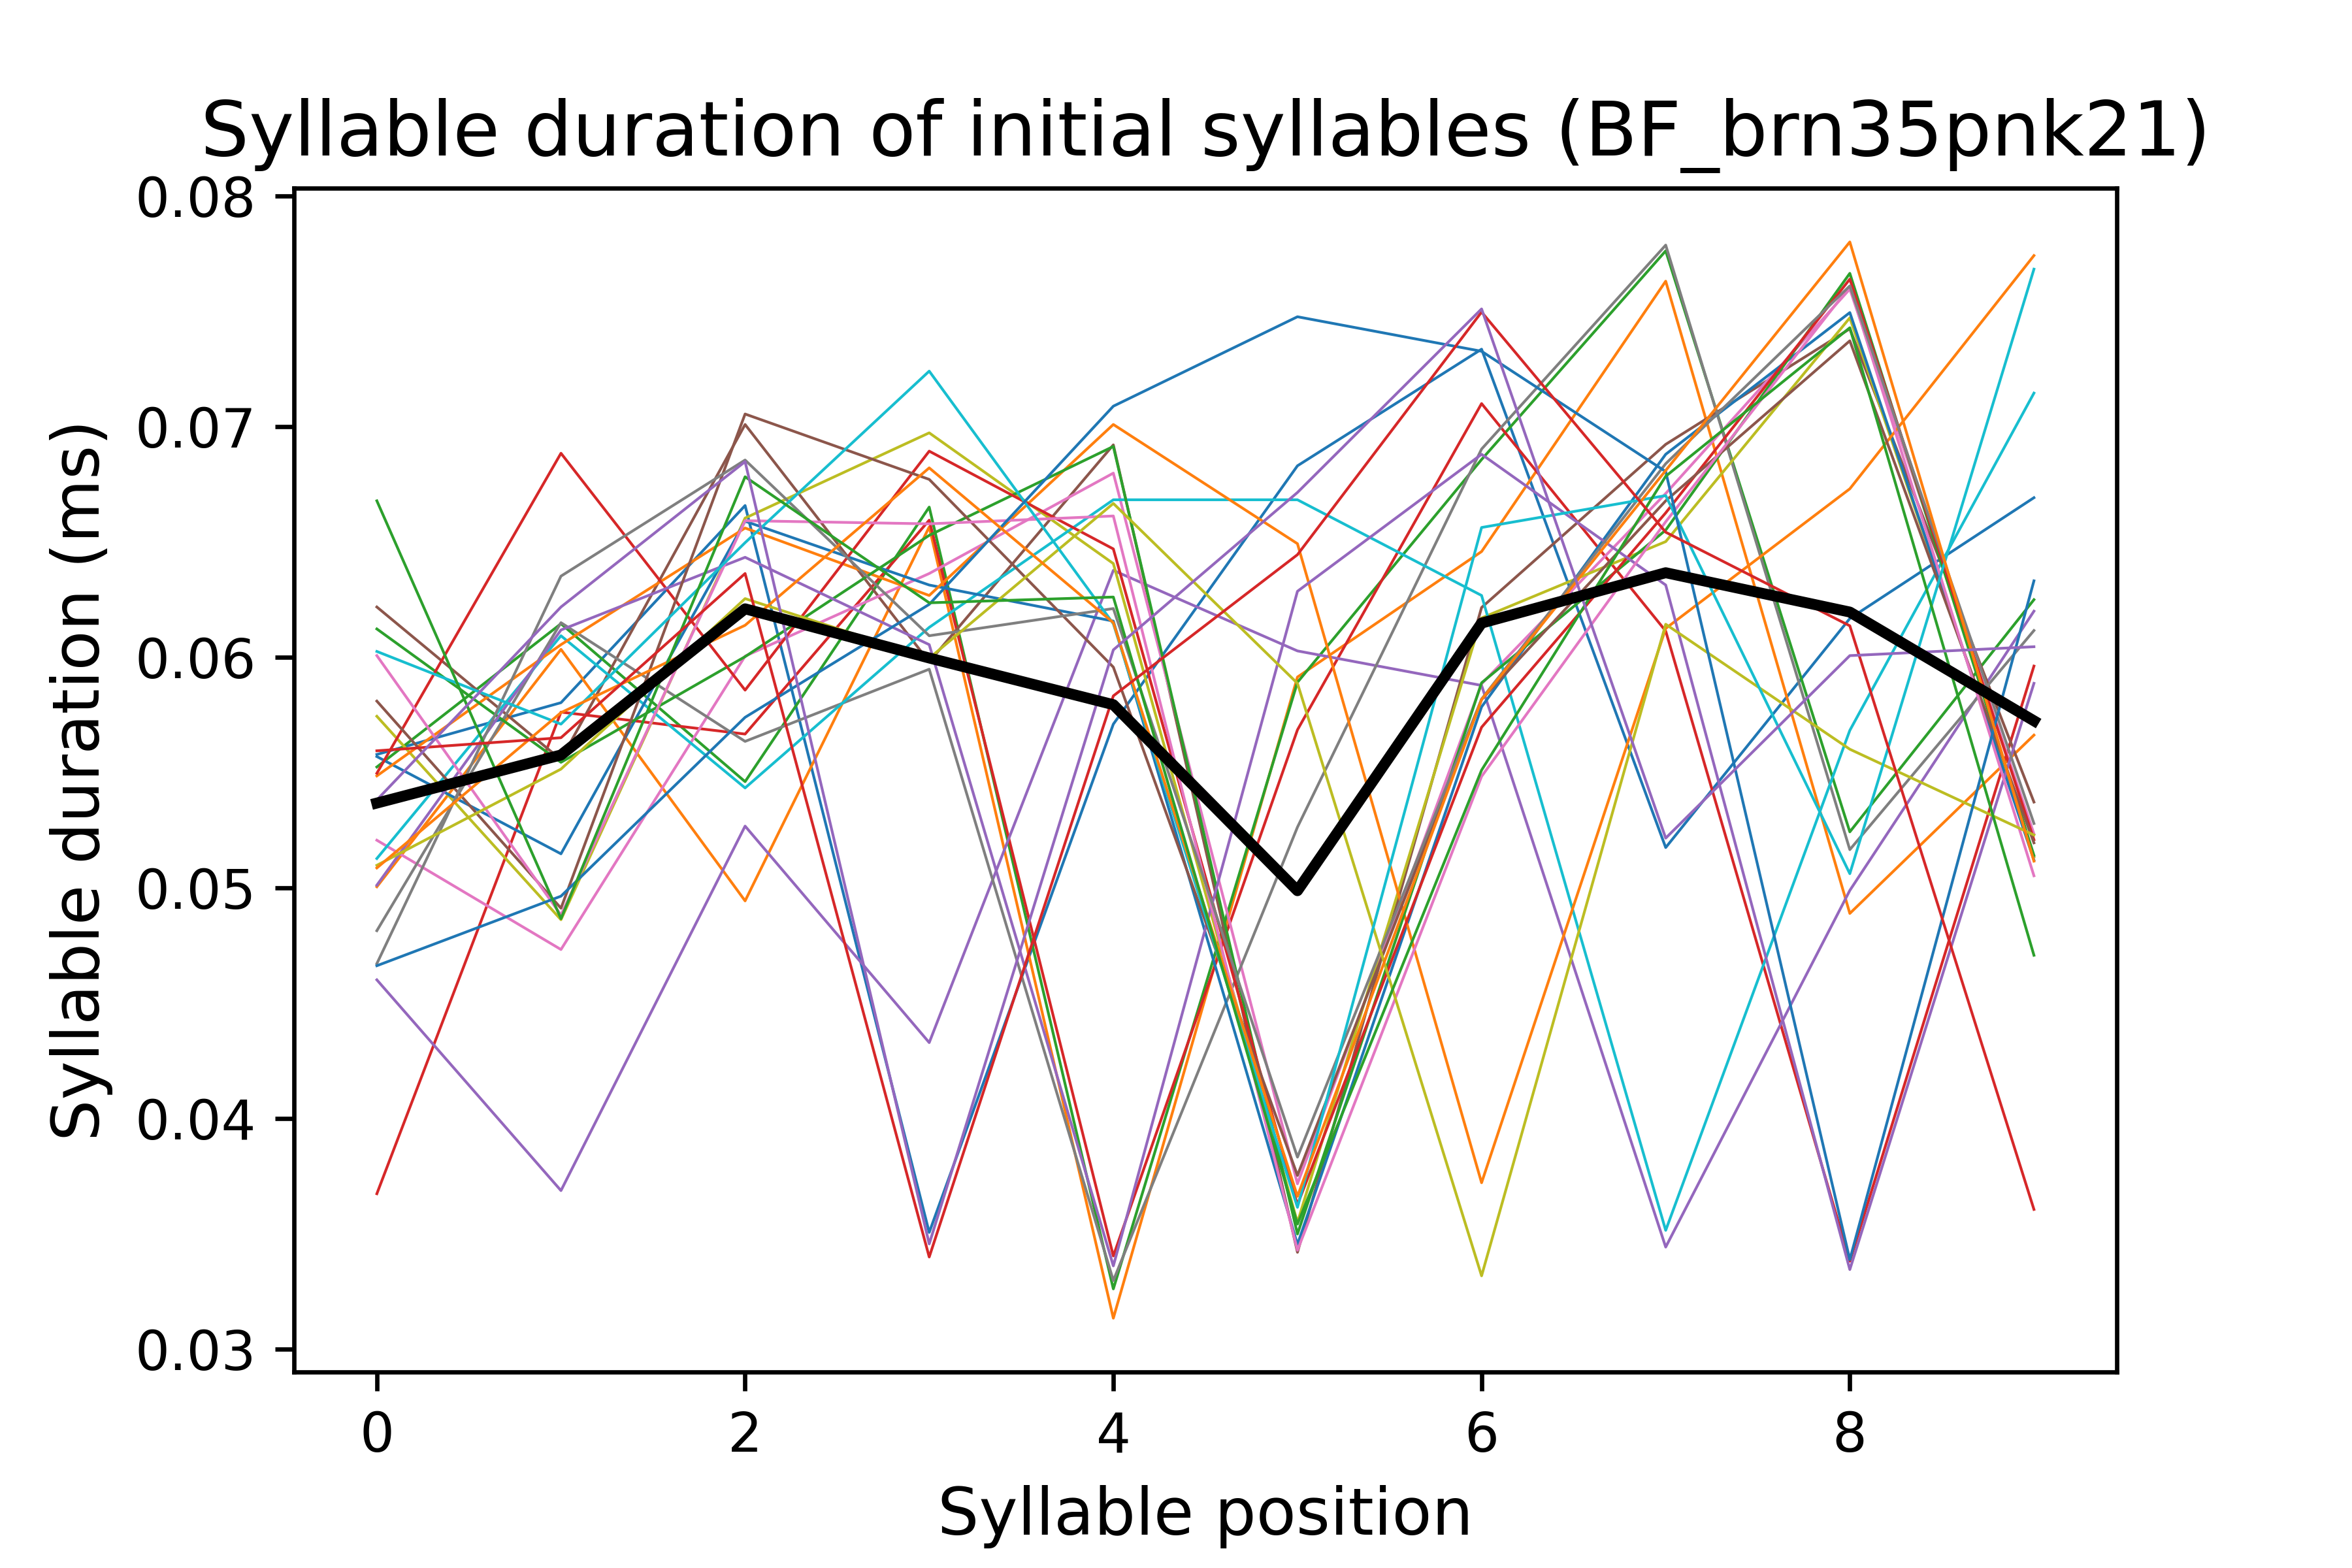 Syllable duration of initial syllables (BF_brn35pnk21)
0.08
0.07
0.06
0.05
0.04
0.03
Syllable duration (ms)
0 2 4 6 8
Syllable position